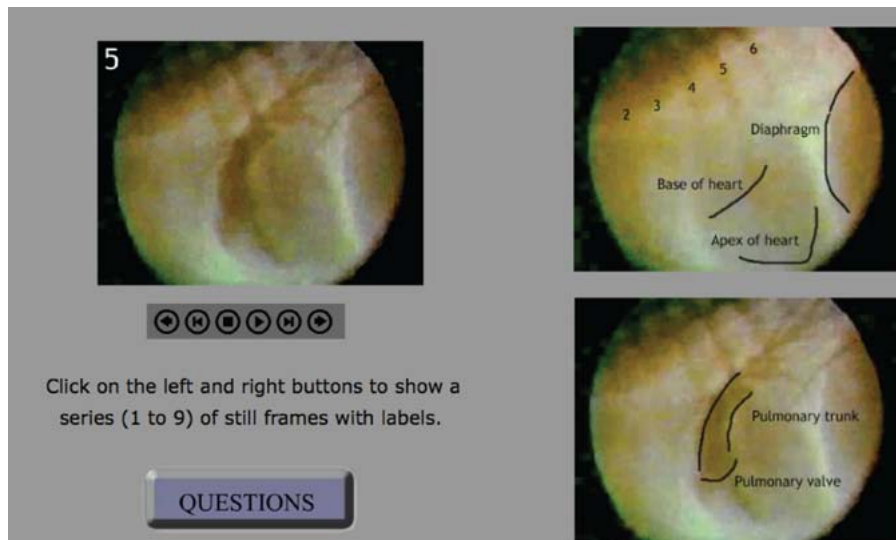 5
Click on the left and right buttons to show a
series (1 to 9) of still frames with labels.
QUESTIONS
2
3
4
5
6
Diaphragm
Base of heart
Apex of heart
Pulmonary trunk
Pulmonary valve